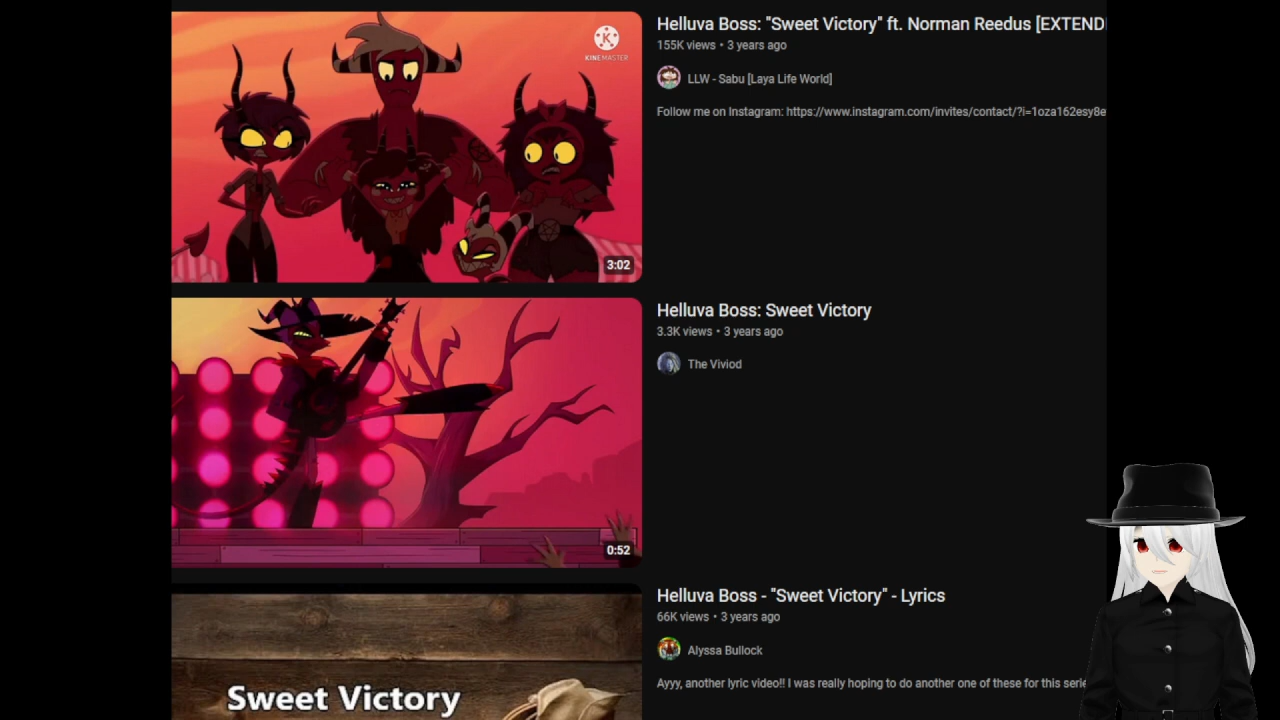 Helluva Boss: "Sweet Victory" ft. Norman Reedus [EXTEND
155K views • 3 years ago
LLW - Sabu [Laya Life World]
Follow me on Instagram: https://www.instagram.com/invites/contact/?i=1oza162esy8e
K
KINEMASTER
3:02
Helluva Boss: Sweet Victory
3.3K views • 3 years ago
The Viviod
0:52
Helluva Boss - "Sweet Victory" - Lyrics
66K views • 3 years ago
Alyssa Bullock
Ayyy, another lyric video!! I was really hoping to do another one of these for this serie
Sweet Victory